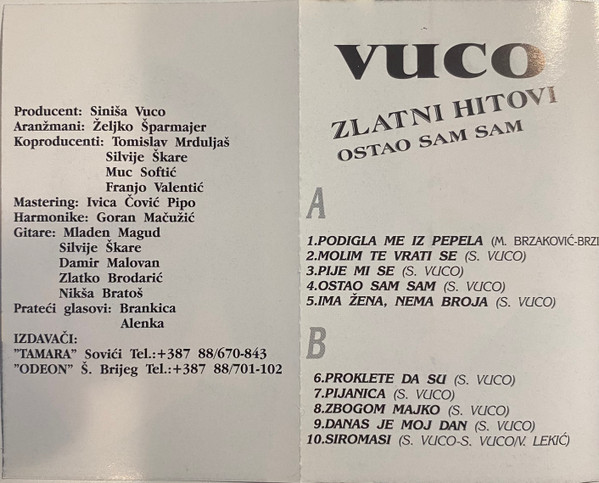 Producent: Siniša Vuco
Aranžmani: Željko Šparmajer
Koproducenti: Tomislav Mrduljaš
Silvije Škare
Muc Softić
Franjo Valentić
Mastering: Ivica Čović Pipo
Harmonike: Goran Mačužić
Gitare: Mladen Magud
Silvije Škare
Damir Malovan
Zlatko Brodarić
Nikša Bratoš
Prateći glasovi: Brankica
Alenka
IZDAVAČI:
"TAMARA" Sovići Tel.:+387 88/670-843
"ODEON" Š. Brijeg Tel.:+387 88/701-102
VUCO
ZLATNI HITOVI
OSTAO SAM SAM
A
1.PODIGLA ME IZ PEPELA (M. BRZAKOVIĆ-BRZI
2.MOLIM TE VRATI SE (S. VUCO)
3.PIJE MI SE (S. VUCO)
4.OSTAO SAM SAM (S. VUCO)
5.IMA ŽENA, NEMA BROJA (S. VUCO)
B
6.PROKLETE DA SU (S. VUCO)
7.PIJANICA (S. VUCO)
8.ZBOGOM MAJKO (S. VUCO)
9.DANAS JE MOJ DAN (S. VUCO)
10.SIROMASI (S. VUCO-S. VUCO/V. LEKIĆ)